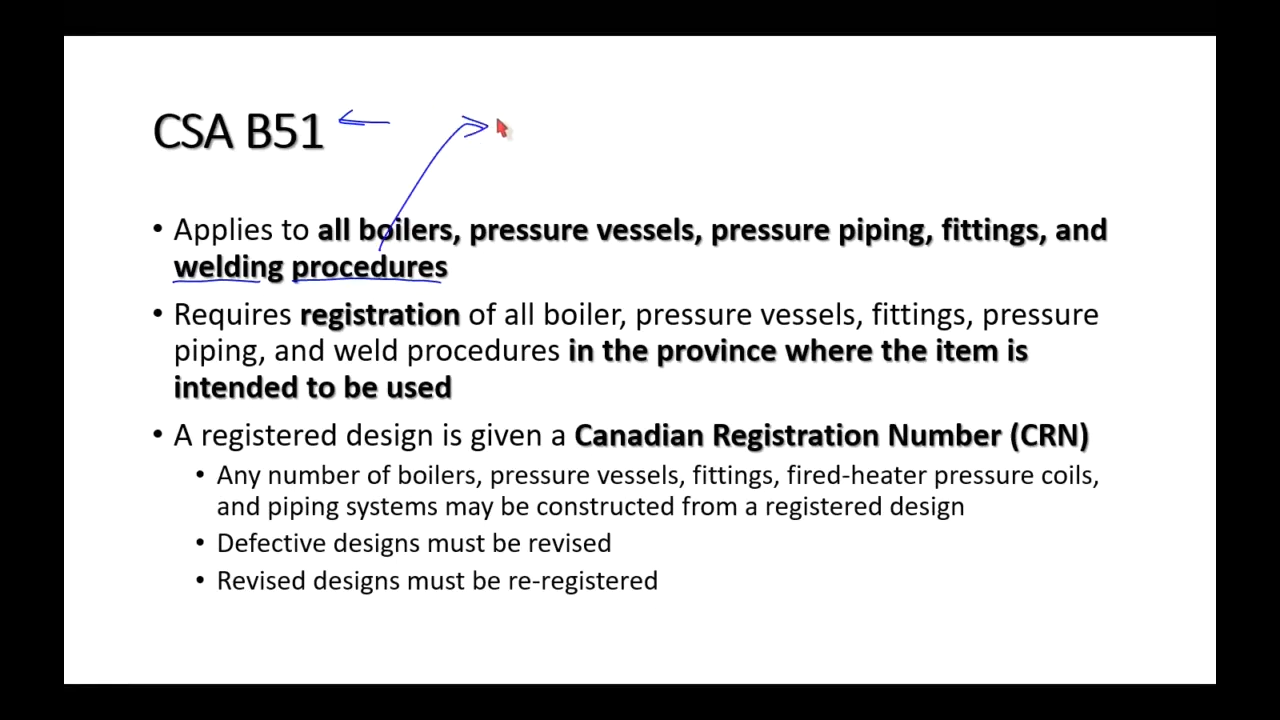 CSA B51
• Applies to all boilers, pressure vessels, pressure piping, fittings, and
welding procedures
• Requires registration of all boiler, pressure vessels, fittings, pressure
piping, and weld procedures in the province where the item is
intended to be used
• A registered design is given a Canadian Registration Number (CRN)
• Any number of boilers, pressure vessels, fittings, fired-heater pressure coils,
and piping systems may be constructed from a registered design
• Defective designs must be revised
• Revised designs must be re-registered